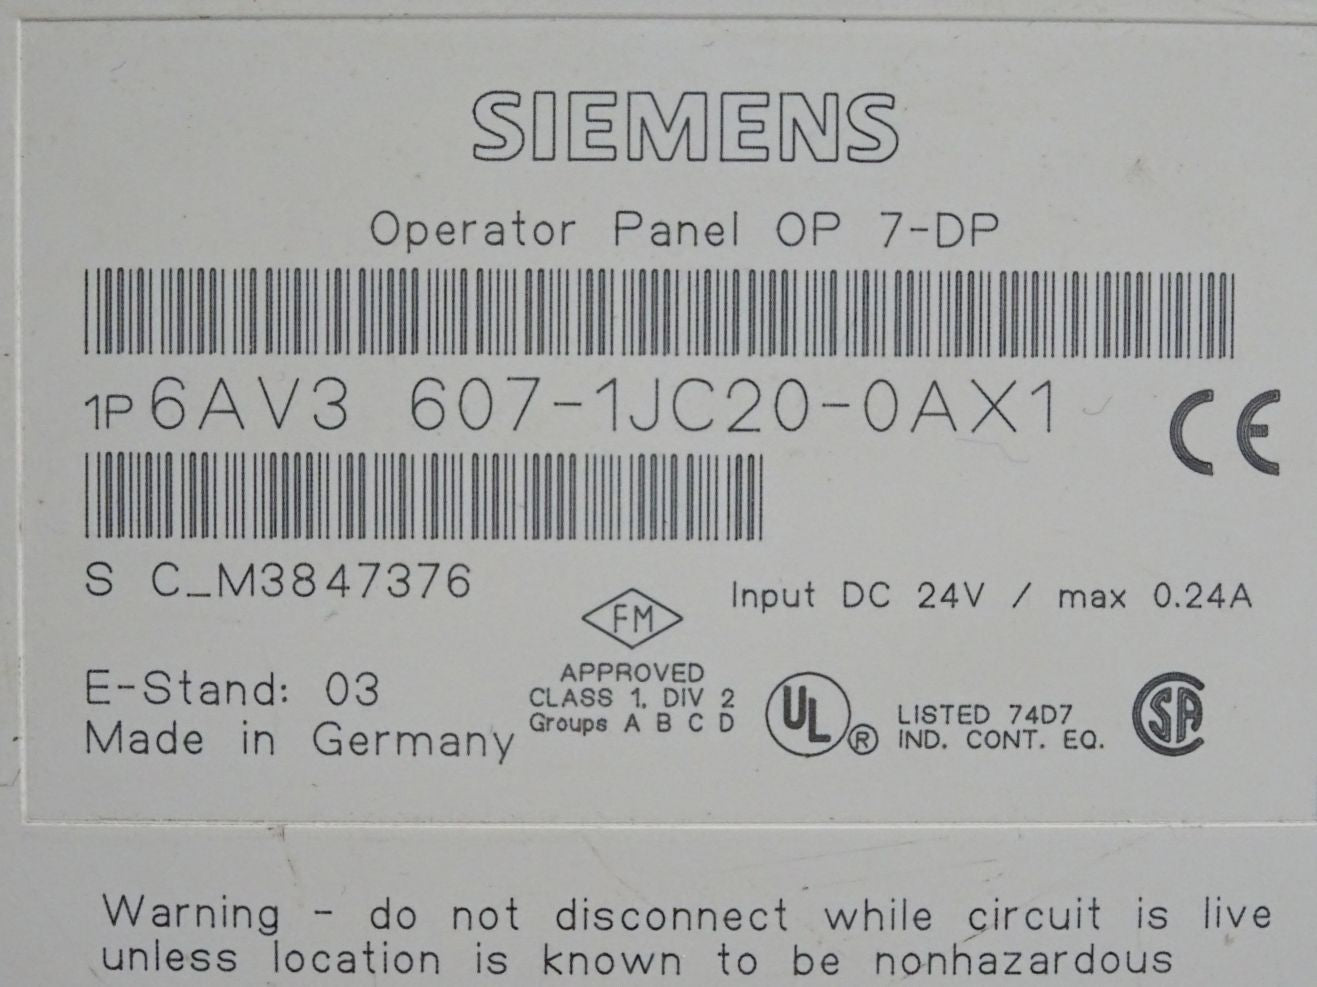 SIEMENS
Operator Panel OP 7-DP
1P 6AV3 607-1JC20-0AX1
CE
S C_M3847376
Input DC 24V / max 0.24A
FM
APPROVED
CLASS 1, DIV 2
Groups A B C D
E-Stand: 03
Made in Germany
UL ®
LISTED 74D7
IND. CONT. EQ.
SA
Warning - do not disconnect while circuit is live
unless location is known to be nonhazardous